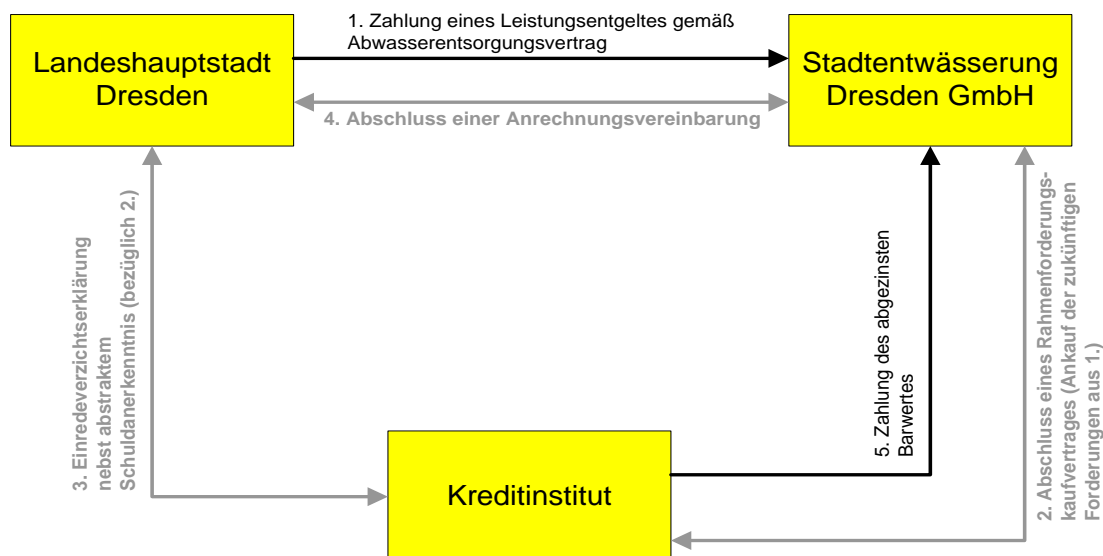 1. Zahlung eines Leistungsentgeltes gemäß
Abwasserentsorgungsvertrag
Landeshauptstadt
Dresden
Stadtentwässerung
Dresden GmbH
4. Abschluss einer Anrechnungsvereinbarung
3. Einredeverzichtserklärung
nebst abstraktem
Schuldanerkenntnis (bezüglich 2.)
5. Zahlung des abgezinsten
Barwertes
2. Abschluss eines Rahmenforderungs-
kaufvertrages (Ankauf der zukünftigen
Forderungen aus 1.)
Kreditinstitut